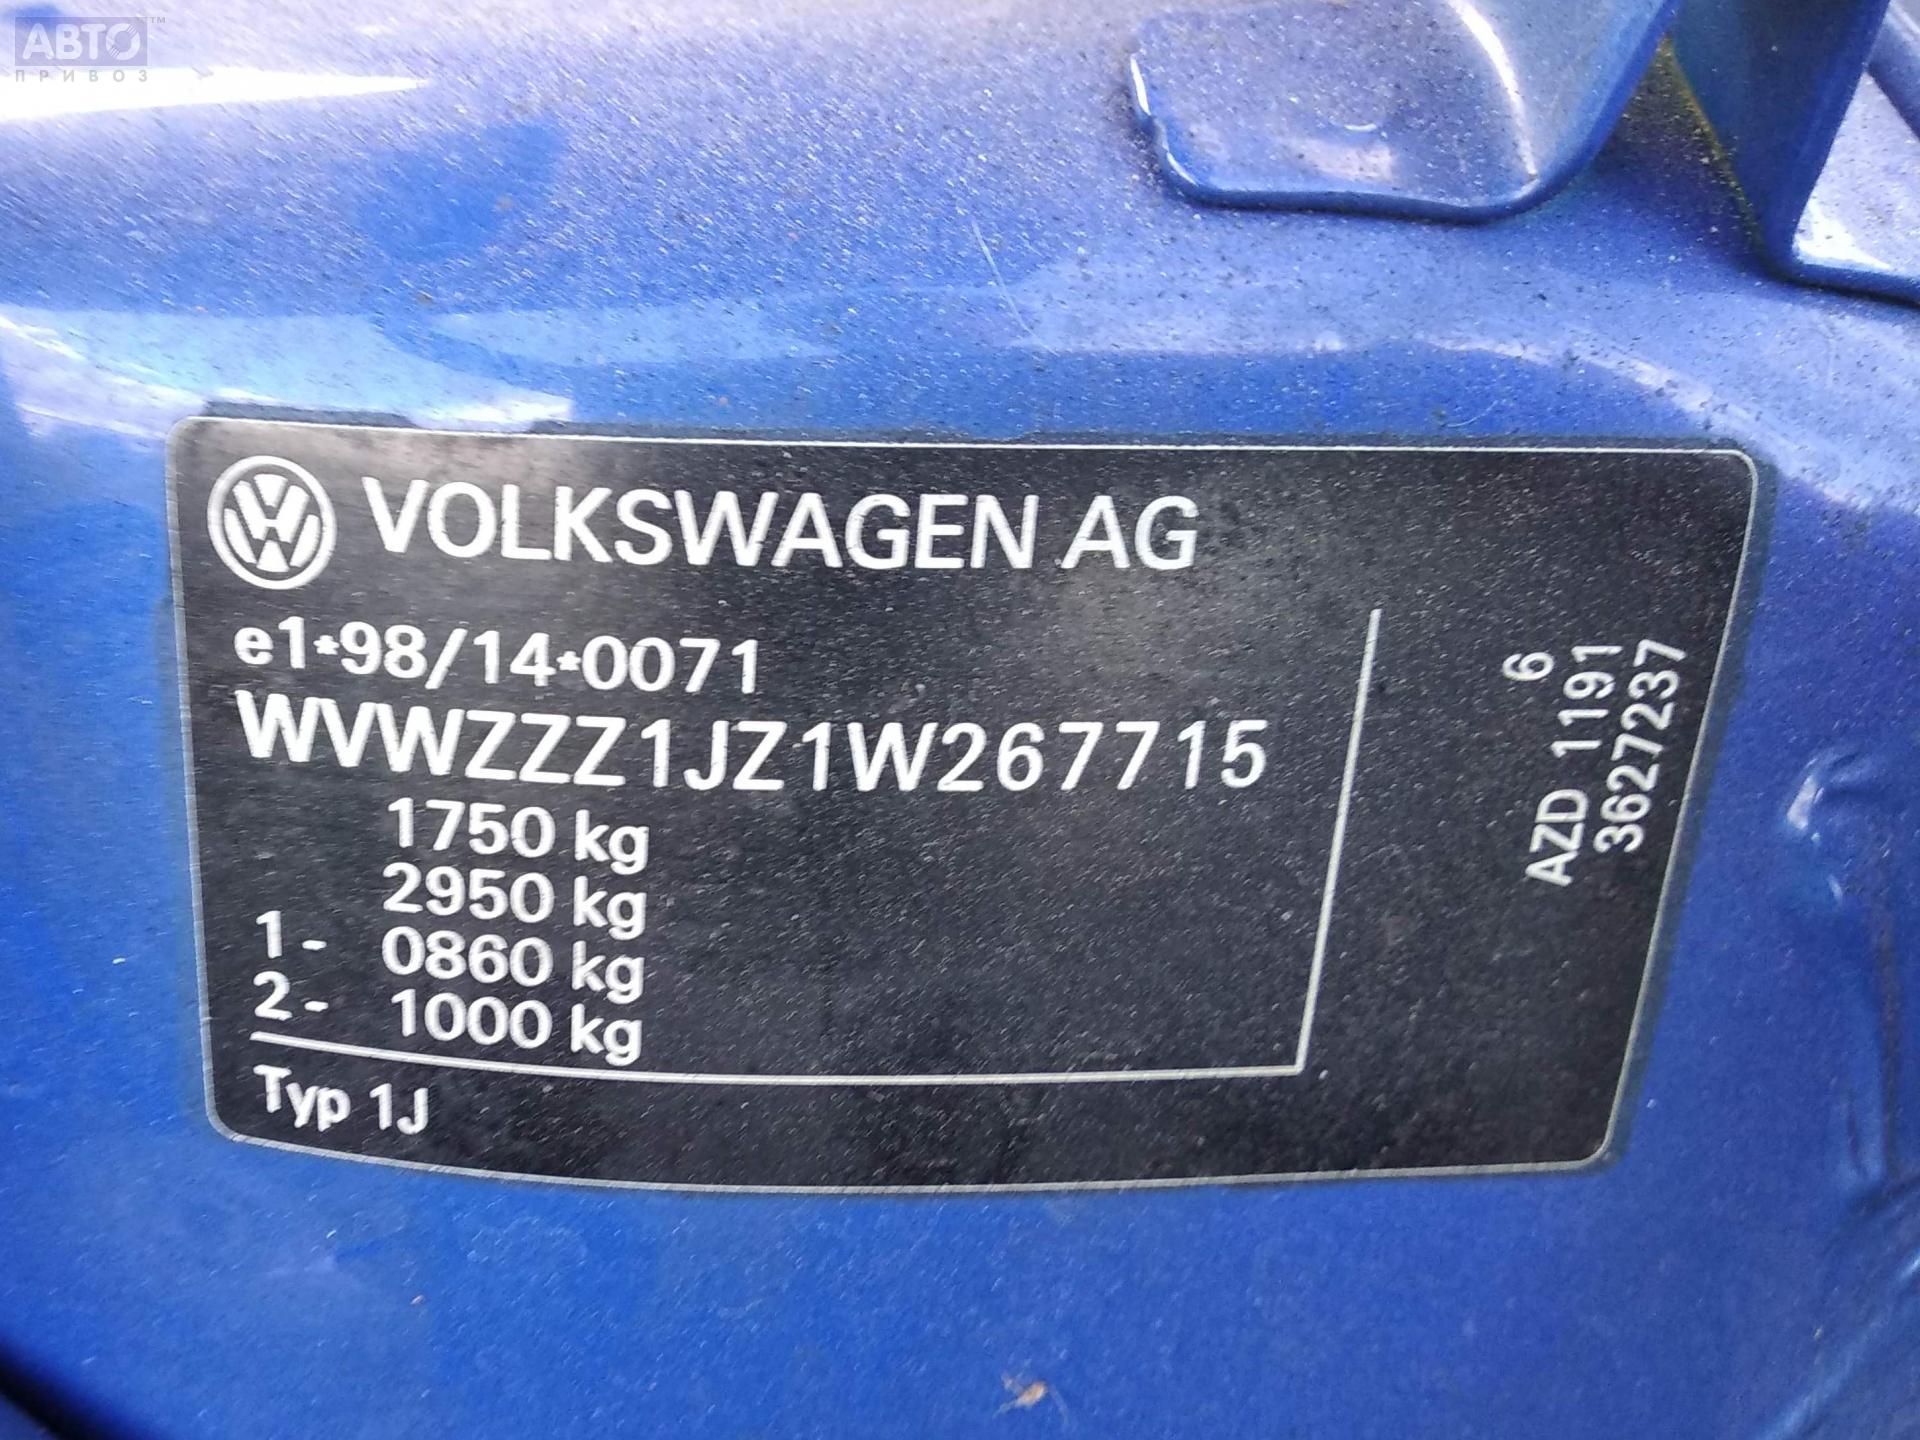 АВТО™
ПРИВОЗ
VOLKSWAGEN AG
e1*98/14*0071
WVWZZZ1JZ1W267715
1750 kg
2950 kg
1- 0860 kg
2- 1000 kg
Typ 1J
6
AZD 1191
3627237